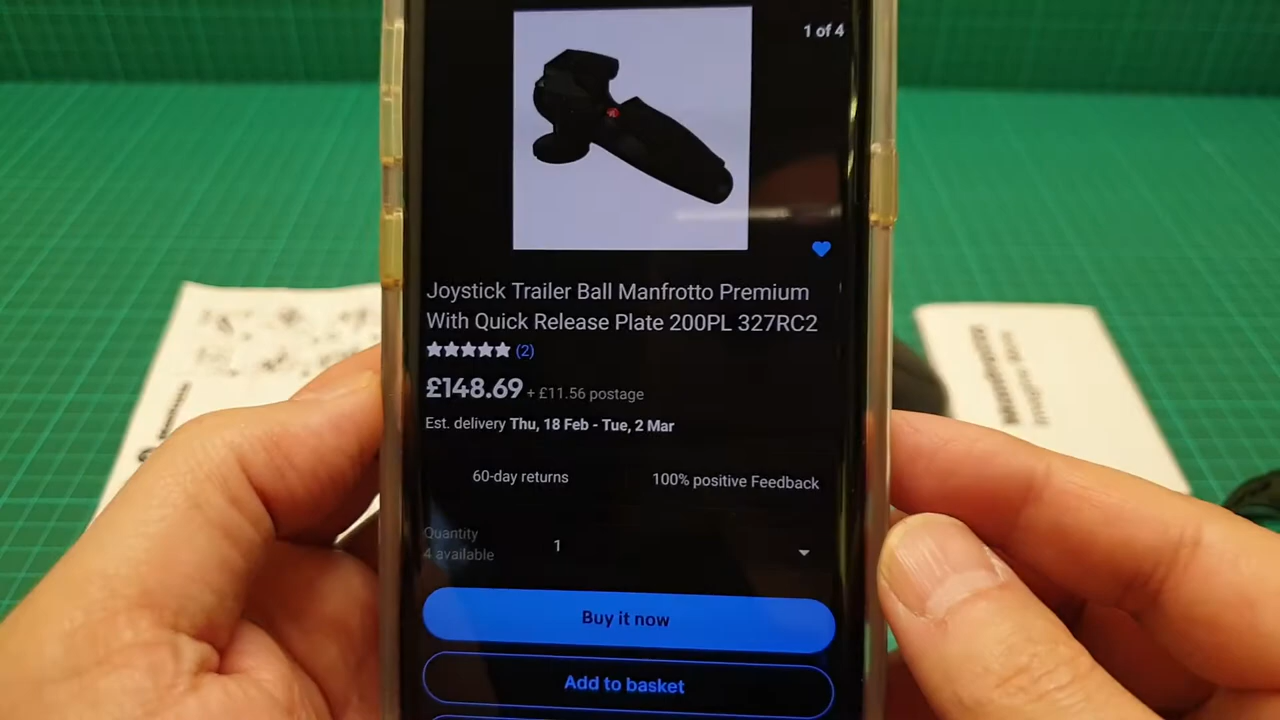 1 of 4
Joystick Trailer Ball Manfrotto Premium
With Quick Release Plate 200PL 327RC2
(2)
£148.69 + £11.56 postage
Est. delivery Thu, 18 Feb - Tue, 2 Mar
60-day returns
100% positive Feedback
Quantity
4 available
1
Buy it now
Add to basket